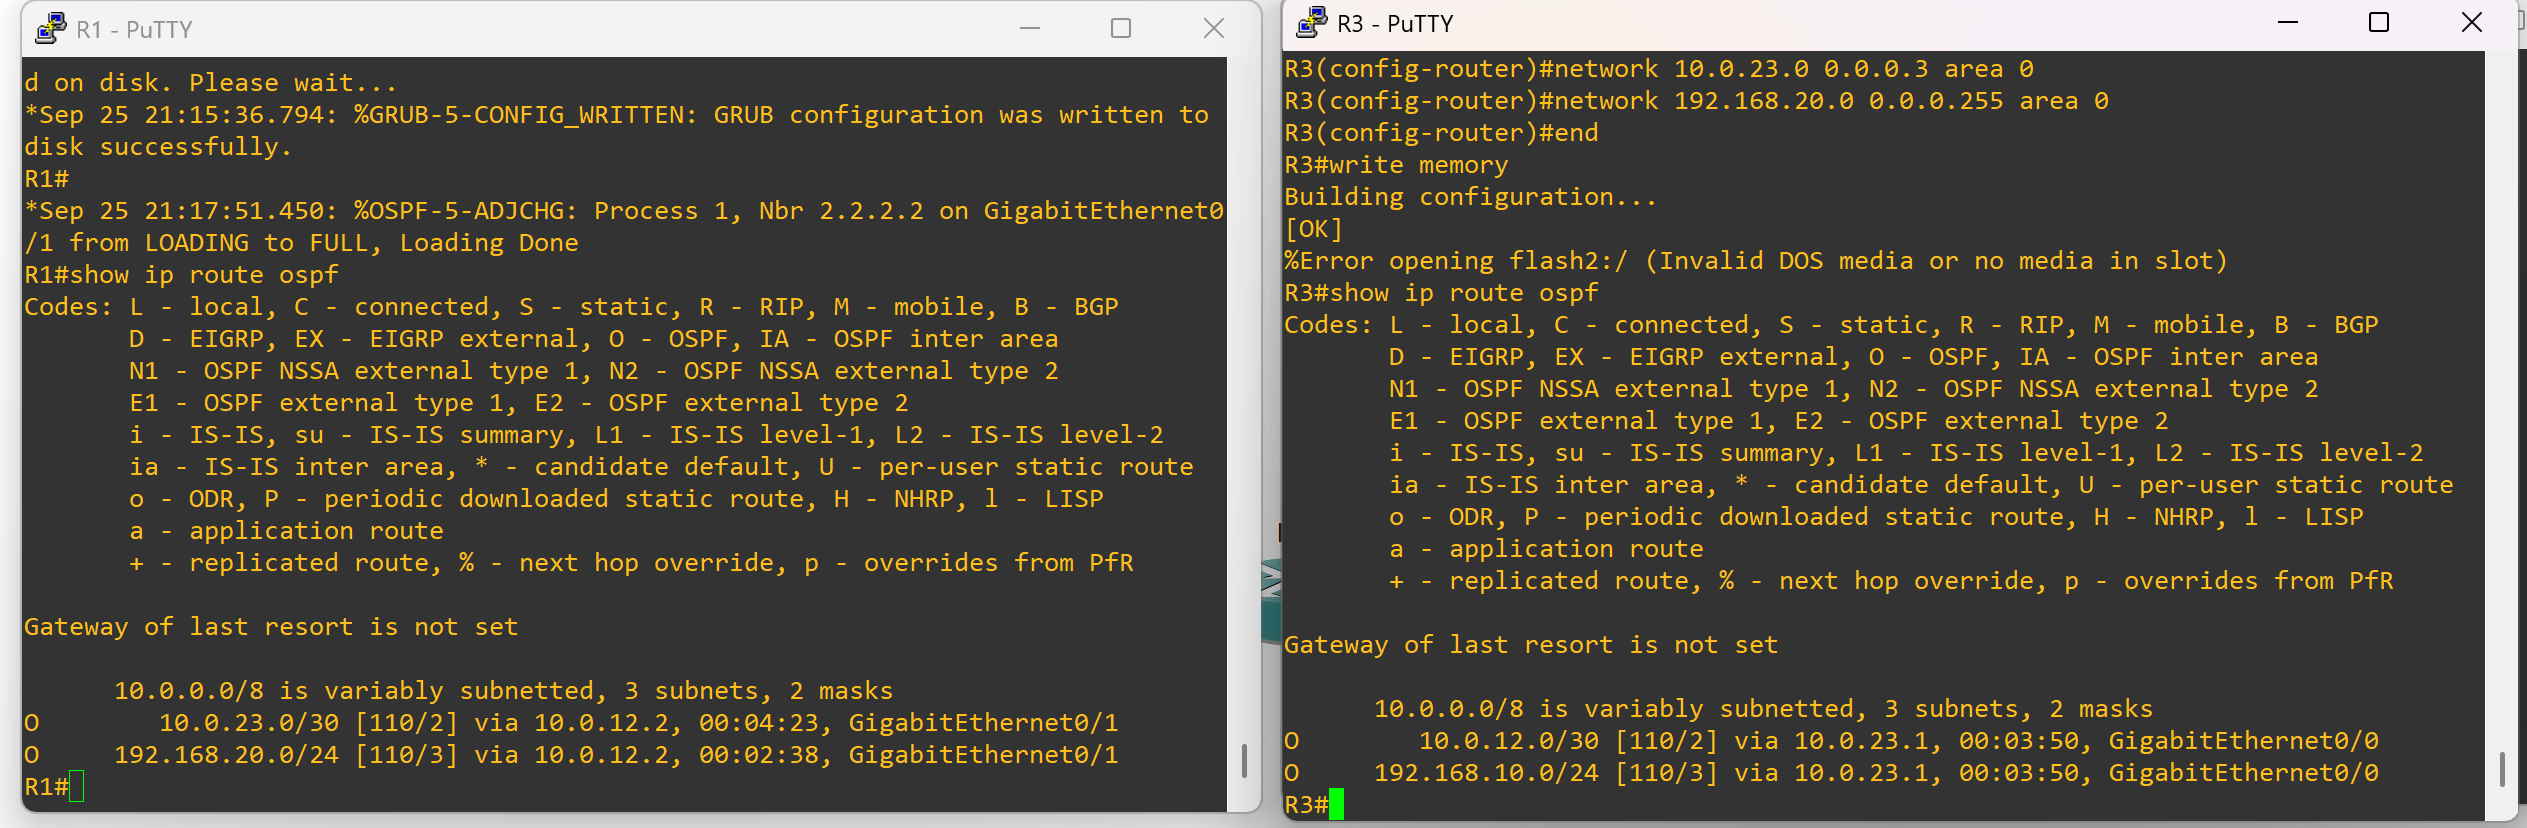 R1 - PuTTY
d on disk. Please wait...
*Sep 25 21:15:36.794: %GRUB-5-CONFIG_WRITTEN: GRUB configuration was written to
disk successfully.
R1#
*Sep 25 21:17:51.450: %OSPF-5-ADJCHG: Process 1, Nbr 2.2.2.2 on GigabitEthernet0
/1 from LOADING to FULL, Loading Done
R1#show ip route ospf
Codes: L - local, C - connected, S - static, R - RIP, M - mobile, B - BGP
       D - EIGRP, EX - EIGRP external, O - OSPF, IA - OSPF inter area
       N1 - OSPF NSSA external type 1, N2 - OSPF NSSA external type 2
       E1 - OSPF external type 1, E2 - OSPF external type 2
       i - IS-IS, su - IS-IS summary, L1 - IS-IS level-1, L2 - IS-IS level-2
       ia - IS-IS inter area, * - candidate default, U - per-user static route
       o - ODR, P - periodic downloaded static route, H - NHRP, l - LISP
       a - application route
       + - replicated route, % - next hop override, p - overrides from PfR
Gateway of last resort is not set
      10.0.0.0/8 is variably subnetted, 3 subnets, 2 masks
O        10.0.23.0/30 [110/2] via 10.0.12.2, 00:04:23, GigabitEthernet0/1
O     192.168.20.0/24 [110/3] via 10.0.12.2, 00:02:38, GigabitEthernet0/1
R1#
R3 - PuTTY
R3(config-router)#network 10.0.23.0 0.0.0.3 area 0
R3(config-router)#network 192.168.20.0 0.0.0.255 area 0
R3(config-router)#end
R3#write memory
Building configuration...
[OK]
%Error opening flash2:/ (Invalid DOS media or no media in slot)
R3#show ip route ospf
Codes: L - local, C - connected, S - static, R - RIP, M - mobile, B - BGP
       D - EIGRP, EX - EIGRP external, O - OSPF, IA - OSPF inter area
       N1 - OSPF NSSA external type 1, N2 - OSPF NSSA external type 2
       E1 - OSPF external type 1, E2 - OSPF external type 2
       i - IS-IS, su - IS-IS summary, L1 - IS-IS level-1, L2 - IS-IS level-2
       ia - IS-IS inter area, * - candidate default, U - per-user static route
       o - ODR, P - periodic downloaded static route, H - NHRP, l - LISP
       a - application route
       + - replicated route, % - next hop override, p - overrides from PfR
Gateway of last resort is not set
      10.0.0.0/8 is variably subnetted, 3 subnets, 2 masks
O        10.0.12.0/30 [110/2] via 10.0.23.1, 00:03:50, GigabitEthernet0/0
O     192.168.10.0/24 [110/3] via 10.0.23.1, 00:03:50, GigabitEthernet0/0
R3#